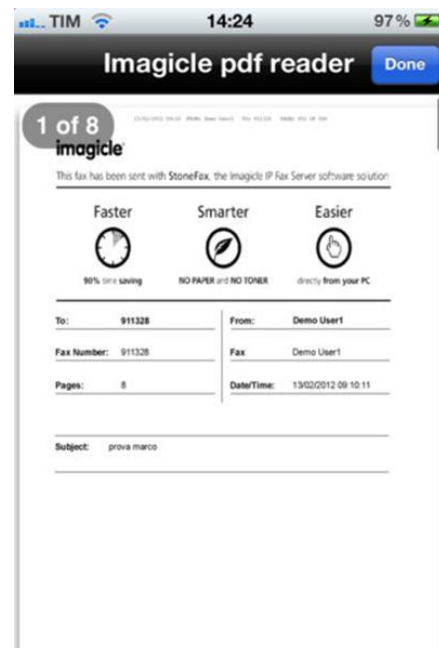 TIM 14:24 97%
Imagicle pdf reader Done
1 of 8
imagicle
This fax has been sent with StoneFax, the Imagicle IP Fax Server software solution
Faster Smarter Easier
90% time saving NO PAPER and NO TONER directly from your PC
To: 911328 From: Demo User1
Fax Number: 911328 Fax Demo User1
Pages: 8 Date/Time: 13/02/2012 09:10:11
Subject: prova marco